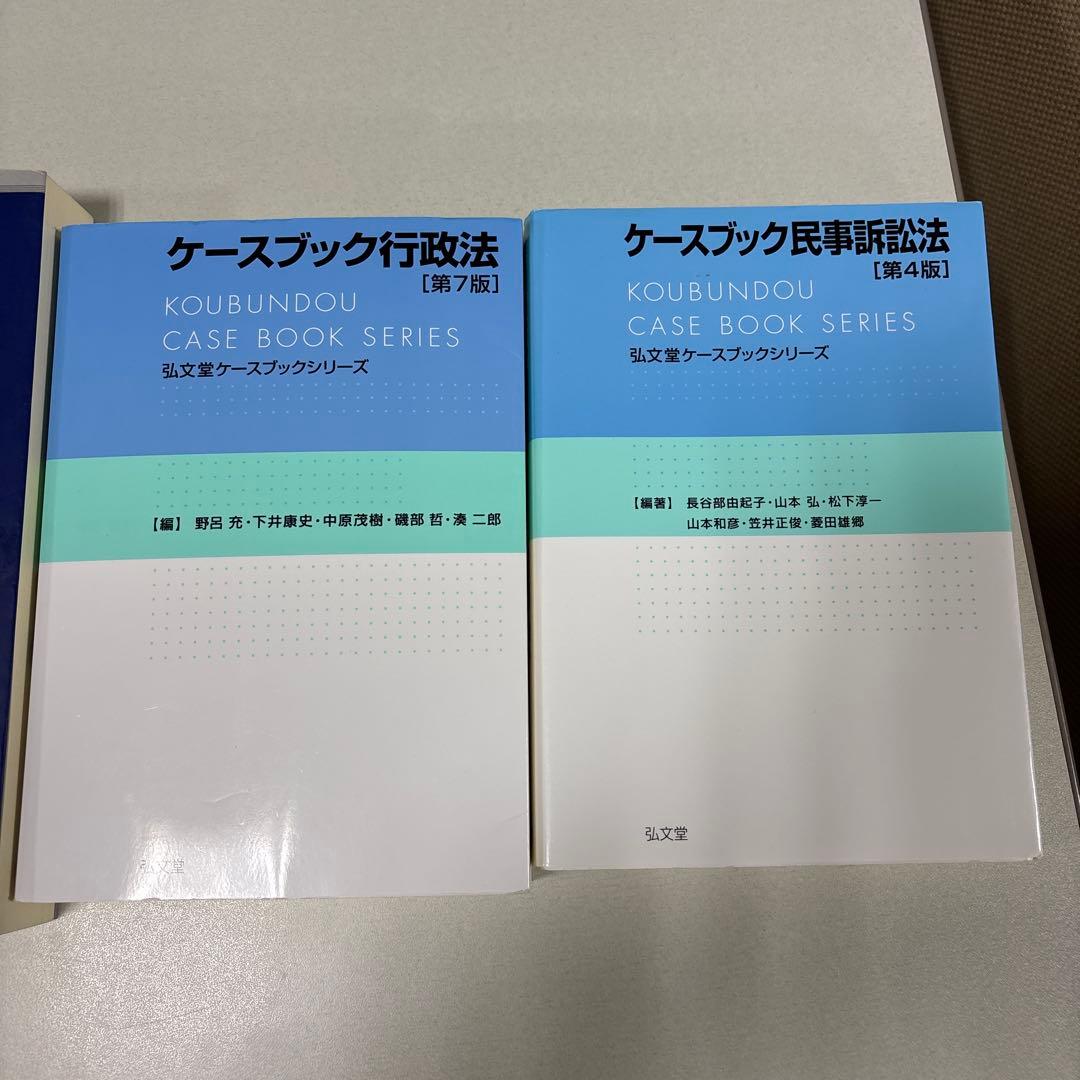 ケースブック行政法
[第7版]
KOUBUNDOU
CASE BOOK SERIES
弘文堂ケースブックシリーズ
【編】 野呂 充・下井康史・中原茂樹・磯部 哲・湊 二郎
弘文堂
ケースブック民事訴訟法
[第4版]
KOUBUNDOU
CASE BOOK SERIES
弘文堂ケースブックシリーズ
【編著】 長谷部由起子・山本 弘・松下淳一
山本和彦・笠井正俊・菱田雄郷
弘文堂